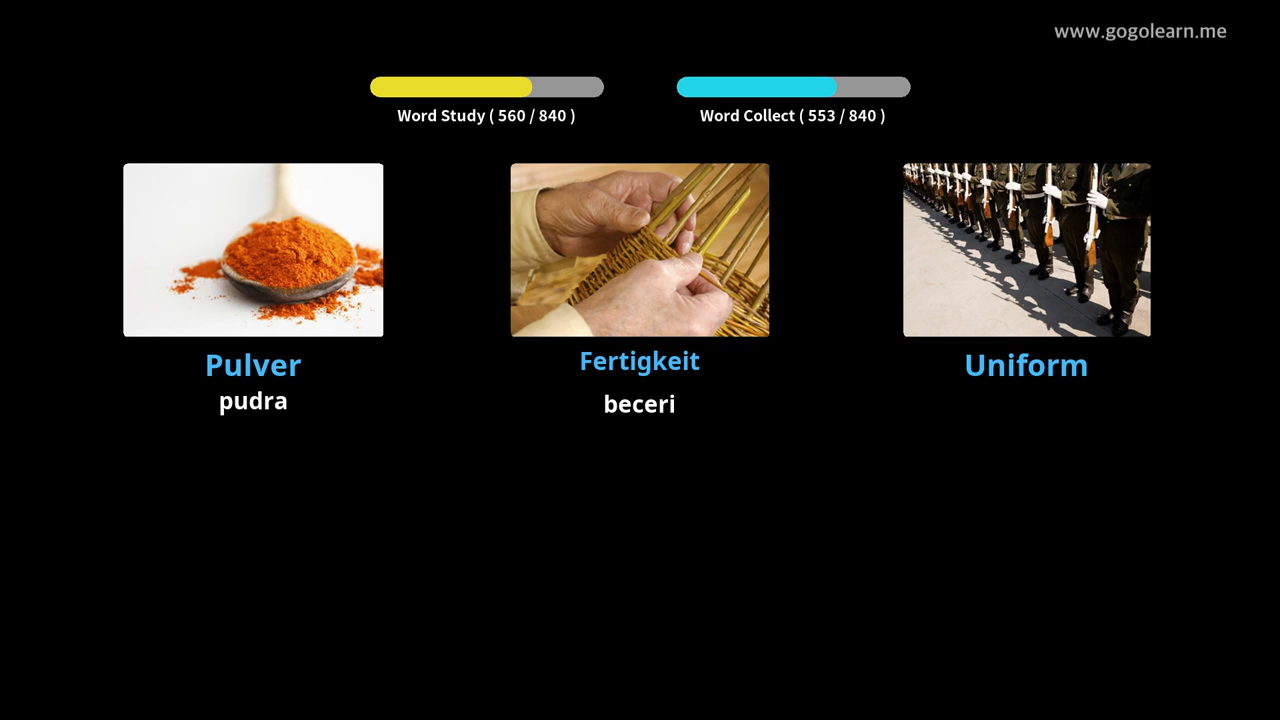 www.gogolearn.me
Word Study ( 560 / 840 )
Word Collect ( 553 / 840 )
Pulver
pudra
Fertigkeit
beceri
Uniform